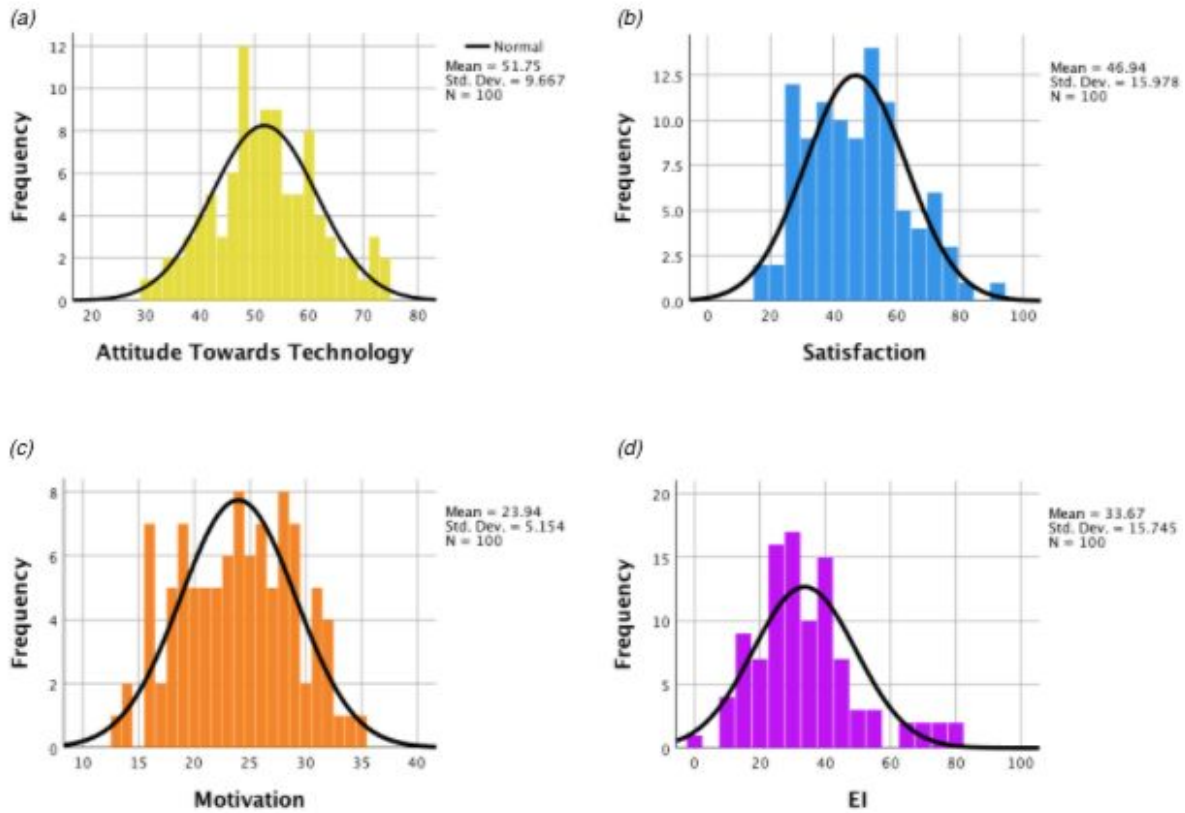 (a)
Normal
Mean = 51.75
Std. Dev. = 9.667
N = 100
12
10
8
6
4
2
0
Frequency
20 30 40 50 60 70 80
Attitude Towards Technology
(b)
Mean = 46.94
Std. Dev. = 15.978
N = 100
12.5
10.0
7.5
5.0
2.5
0.0
Frequency
0 20 40 60 80 100
Satisfaction
(c)
Mean = 23.94
Std. Dev. = 5.154
N = 100
8
6
4
2
0
Frequency
10 15 20 25 30 35 40
Motivation
(d)
Mean = 33.67
Std. Dev. = 15.745
N = 100
20
15
10
5
0
Frequency
0 20 40 60 80 100
EI